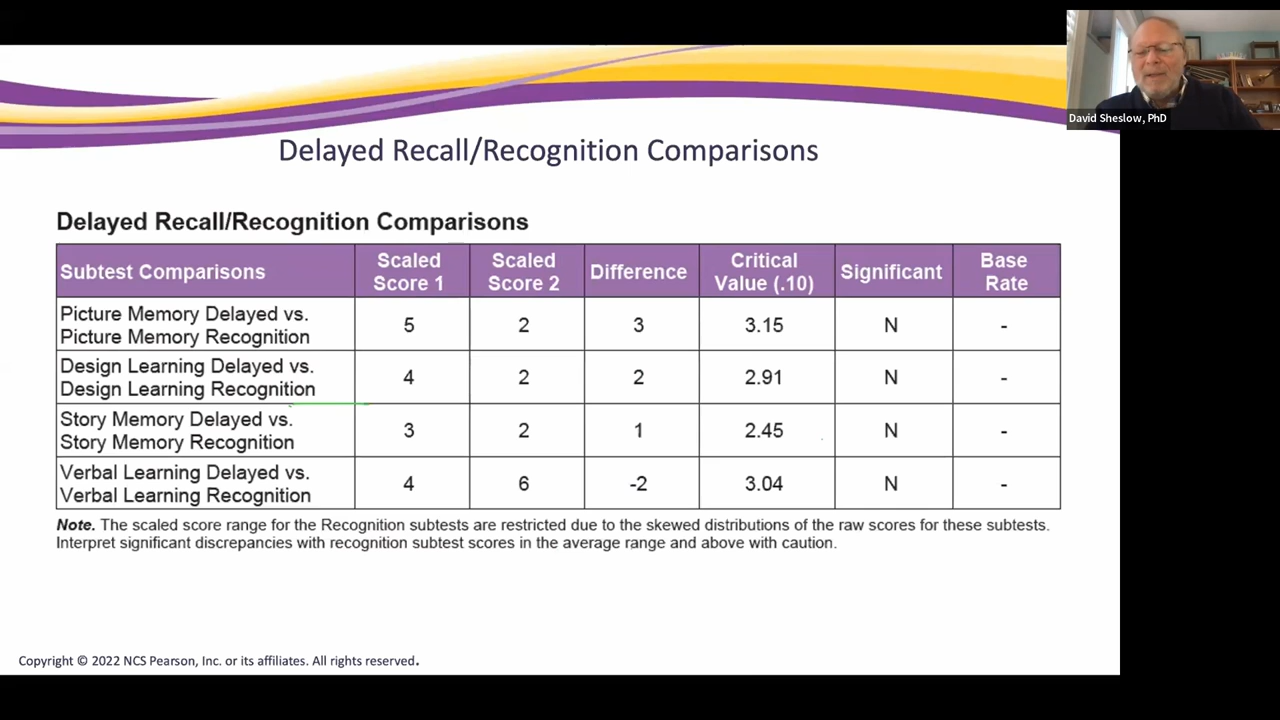 David Sheslow, PhD
Delayed Recall/Recognition Comparisons
Delayed Recall/Recognition Comparisons
Subtest Comparisons Scaled Score 1 Scaled Score 2 Difference Critical Value (.10) Significant Base Rate
Picture Memory Delayed vs.
Picture Memory Recognition 5 2 3 3.15 N -
Design Learning Delayed vs.
Design Learning Recognition 4 2 2 2.91 N -
Story Memory Delayed vs.
Story Memory Recognition 3 2 1 2.45 N -
Verbal Learning Delayed vs.
Verbal Learning Recognition 4 6 -2 3.04 N -
Note. The scaled score range for the Recognition subtests are restricted due to the skewed distributions of the raw scores for these subtests.
Interpret significant discrepancies with recognition subtest scores in the average range and above with caution.
Copyright © 2022 NCS Pearson, Inc. or its affiliates. All rights reserved.